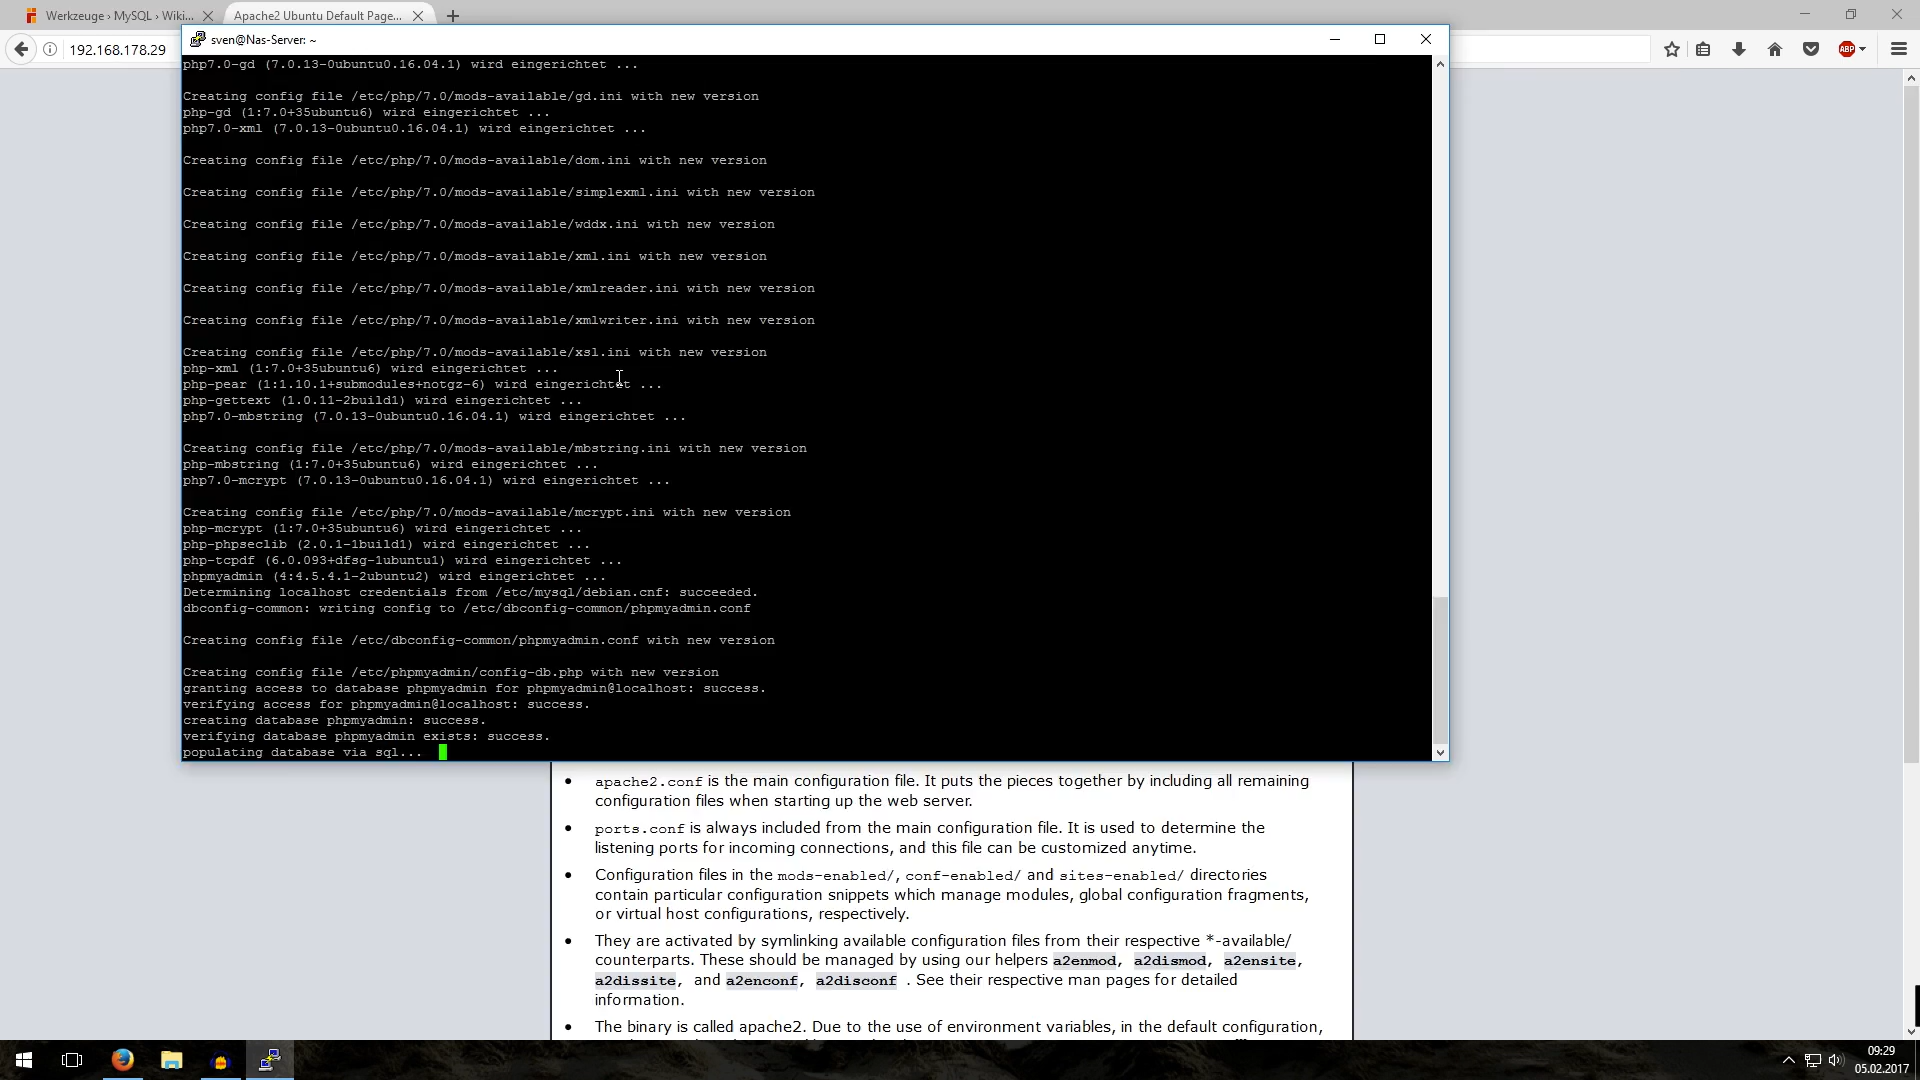 Werkzeuge › MySQL › Wiki...
Apache2 Ubuntu Default Page...
sven@Nas-Server: ~
192.168.178.29
ABP
php7.0-gd (7.0.13-0ubuntu0.16.04.1) wird eingerichtet ...
Creating config file /etc/php/7.0/mods-available/gd.ini with new version
php-gd (1:7.0+35ubuntu6) wird eingerichtet ...
php7.0-xml (7.0.13-0ubuntu0.16.04.1) wird eingerichtet ...
Creating config file /etc/php/7.0/mods-available/dom.ini with new version
Creating config file /etc/php/7.0/mods-available/simplexml.ini with new version
Creating config file /etc/php/7.0/mods-available/wddx.ini with new version
Creating config file /etc/php/7.0/mods-available/xml.ini with new version
Creating config file /etc/php/7.0/mods-available/xmlreader.ini with new version
Creating config file /etc/php/7.0/mods-available/xmlwriter.ini with new version
Creating config file /etc/php/7.0/mods-available/xsl.ini with new version
php-xml (1:7.0+35ubuntu6) wird eingerichtet ...
php-pear (1:1.10.1+submodules+notgz-6) wird eingerichtet ...
php-gettext (1.0.11-2build1) wird eingerichtet ...
php7.0-mbstring (7.0.13-0ubuntu0.16.04.1) wird eingerichtet ...
Creating config file /etc/php/7.0/mods-available/mbstring.ini with new version
php-mbstring (1:7.0+35ubuntu6) wird eingerichtet ...
php7.0-mcrypt (7.0.13-0ubuntu0.16.04.1) wird eingerichtet ...
Creating config file /etc/php/7.0/mods-available/mcrypt.ini with new version
php-mcrypt (1:7.0+35ubuntu6) wird eingerichtet ...
php-phpseclib (2.0.1-1build1) wird eingerichtet ...
php-tcpdf (6.0.093+dfsg-1ubuntu1) wird eingerichtet ...
phpmyadmin (4:4.5.4.1-2ubuntu2) wird eingerichtet ...
Determining localhost credentials from /etc/mysql/debian.cnf: succeeded.
dbconfig-common: writing config to /etc/dbconfig-common/phpmyadmin.conf
Creating config file /etc/dbconfig-common/phpmyadmin.conf with new version
Creating config file /etc/phpmyadmin/config-db.php with new version
granting access to database phpmyadmin for phpmyadmin@localhost: success.
verifying access for phpmyadmin@localhost: success.
creating database phpmyadmin: success.
verifying database phpmyadmin exists: success.
populating database via sql...
apache2.conf is the main configuration file. It puts the pieces together by including all remaining
configuration files when starting up the web server.
ports.conf is always included from the main configuration file. It is used to determine the
listening ports for incoming connections, and this file can be customized anytime.
Configuration files in the mods-enabled/, conf-enabled/ and sites-enabled/ directories
contain particular configuration snippets which manage modules, global configuration fragments,
or virtual host configurations, respectively.
They are activated by symlinking available configuration files from their respective *-available/
counterparts. These should be managed by using our helpers a2enmod, a2dismod, a2ensite,
a2dissite, and a2enconf, a2disconf . See their respective man pages for detailed
information.
The binary is called apache2. Due to the use of environment variables, in the default configuration,
09:29
05.02.2017